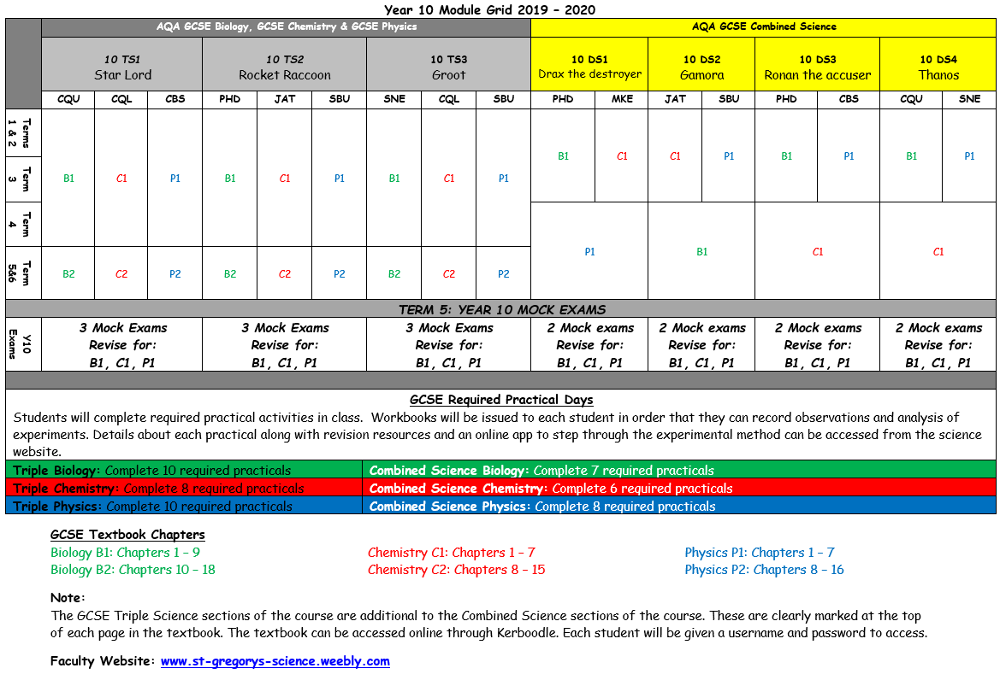 Year 10 Module Grid 2019 – 2020
AQA GCSE Biology, GCSE Chemistry & GCSE Physics AQA GCSE Combined Science
10 TS1 10 TS2 10 TS3 10 DS1 10 DS2 10 DS3 10 DS4
Star Lord Rocket Raccoon Groot Drax the destroyer Gamora Ronan the accuser Thanos
CQU CQL CBS PHD JAT SBU SNE CQL SBU PHD MKE JAT SBU PHD CBS CQU SNE
Terms
1 & 2
B1 C1 C1 P1 B1 P1 B1 P1
Term
3
B1 C1 P1 B1 C1 P1 B1 C1 P1
Term
4
P1 B1 C1 C1
Term
5&6
B2 C2 P2 B2 C2 P2 B2 C2 P2
TERM 5: YEAR 10 MOCK EXAMS
Y10
Exams
3 Mock Exams 3 Mock Exams 3 Mock Exams 2 Mock exams 2 Mock exams 2 Mock exams 2 Mock exams
Revise for: Revise for: Revise for: Revise for: Revise for: Revise for: Revise for:
B1, C1, P1 B1, C1, P1 B1, C1, P1 B1, C1, P1 B1, C1, P1 B1, C1, P1 B1, C1, P1
GCSE Required Practical Days
Students will complete required practical activities in class. Workbooks will be issued to each student in order that they can record observations and analysis of
experiments. Details about each practical along with revision resources and an online app to step through the experimental method can be accessed from the science
website.
Triple Biology: Complete 10 required practicals Combined Science Biology: Complete 7 required practicals
Triple Chemistry: Complete 8 required practicals Combined Science Chemistry: Complete 6 required practicals
Triple Physics: Complete 10 required practicals Combined Science Physics: Complete 8 required practicals
GCSE Textbook Chapters
Biology B1: Chapters 1 – 9 Chemistry C1: Chapters 1 – 7 Physics P1: Chapters 1 – 7
Biology B2: Chapters 10 – 18 Chemistry C2: Chapters 8 – 15 Physics P2: Chapters 8 – 16
Note:
The GCSE Triple Science sections of the course are additional to the Combined Science sections of the course. These are clearly marked at the top
of each page in the textbook. The textbook can be accessed online through Kerboodle. Each student will be given a username and password to access.
Faculty Website: www.st-gregorys-science.weebly.com